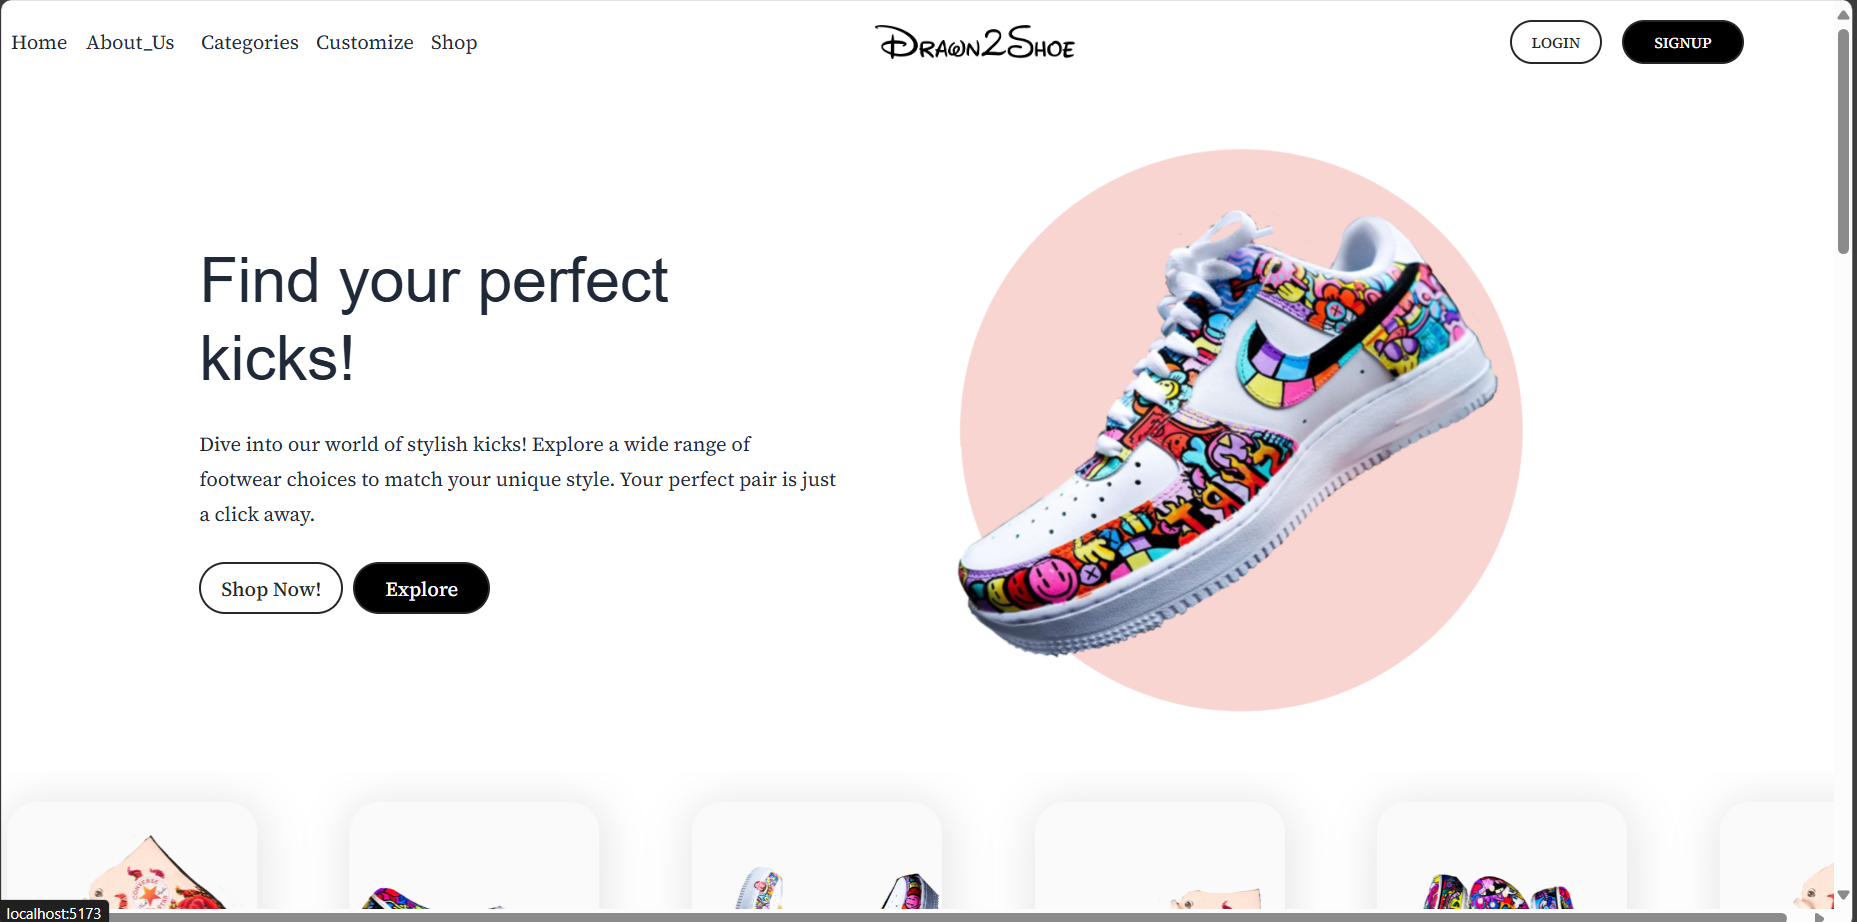 Home About_Us Categories Customize Shop
DRAWN2SHOE
LOGIN
SIGNUP
Find your perfect
kicks!
Dive into our world of stylish kicks! Explore a wide range of
footwear choices to match your unique style. Your perfect pair is just
a click away.
Shop Now!
Explore
CONVERSE
localhost:5173